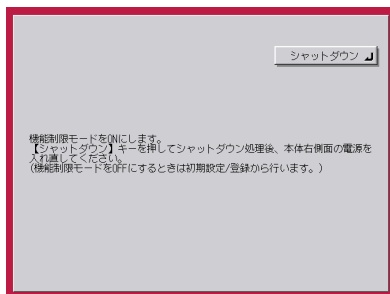 シャットダウン
機能制限モードをONにします。
【シャットダウン】キーを押してシャットダウン処理後、本体右側面の電源を
入れ直してください。
(機能制限モードをOFFにするときは初期設定/登録から行います。)